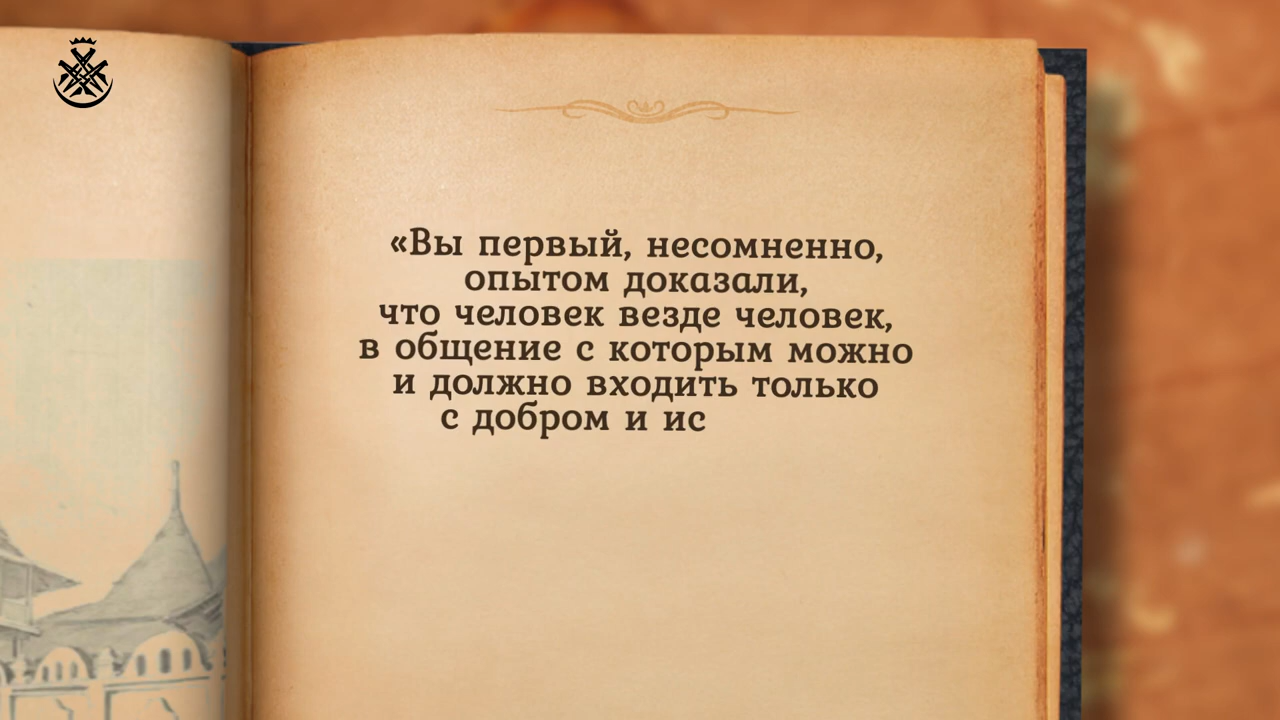 «Вы первый, несомненно,
опытом доказали,
что человек везде человек,
в общение с которым можно
и должно входить только
с добром и ис